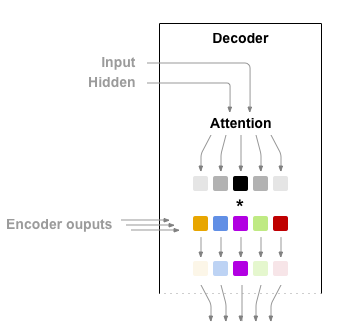 Decoder
Input
Hidden
Attention
*
Encoder ouputs